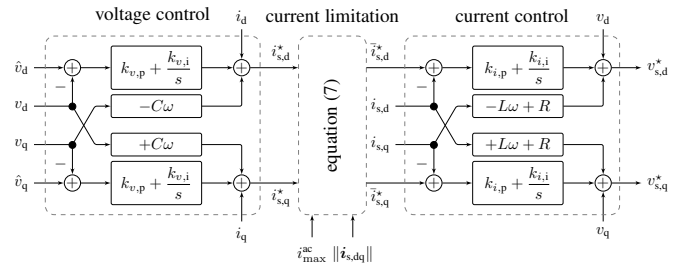 voltage control i_d current limitation current control v_d
v̂_d k_{v,p} + k_{v,i}/s i*_{s,d} ī*_{s,d} k_{i,p} + k_{i,i}/s v*_{s,d}
−
v_d −Cω i_{s,d} −Lω + R
equation (7)
v_q +Cω i_{s,q} +Lω + R
−
v̂_q k_{v,p} + k_{v,i}/s i*_{s,q} ī*_{s,q} k_{i,p} + k_{i,i}/s v*_{s,q}
i_q v_q
i^{ac}_{max} ‖i_{s,dq}‖